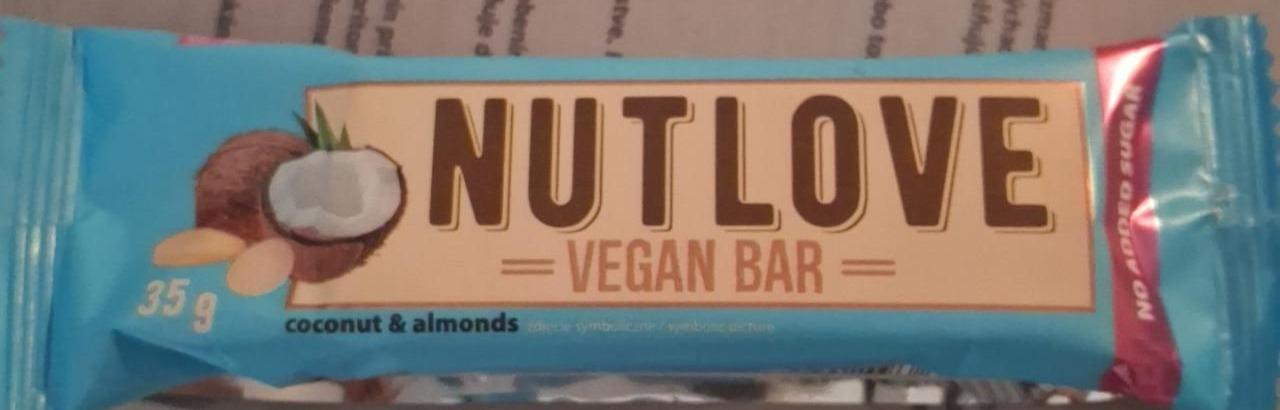 NUTLOVE
VEGAN BAR
35 g
coconut & almonds
zdjęcie symboliczne / symbolic picture
NO ADDED SUGAR